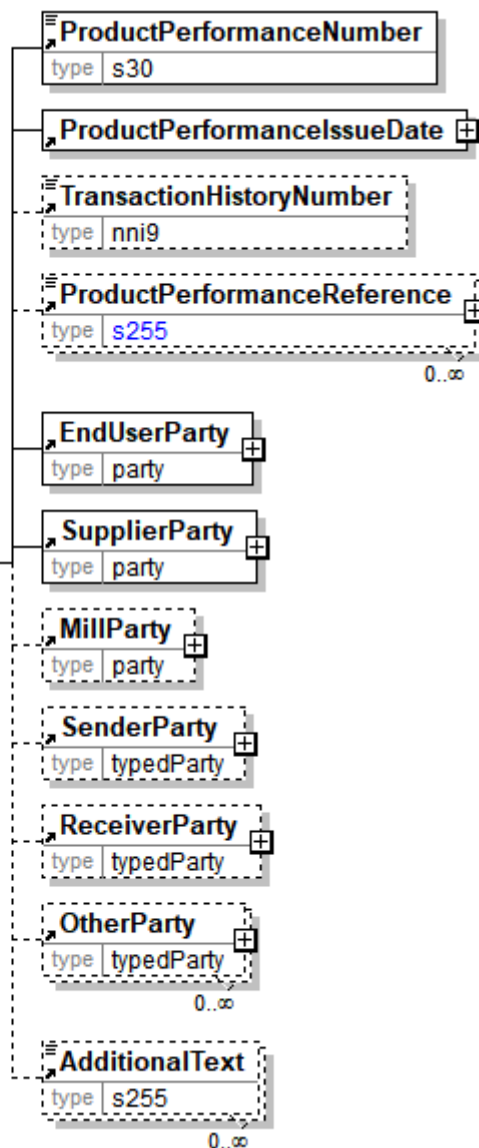 ProductPerformanceNumber
type s30
ProductPerformanceIssueDate
TransactionHistoryNumber
type nni9
ProductPerformanceReference
type s255
0..∞
EndUserParty
type party
SupplierParty
type party
MillParty
type party
SenderParty
type typedParty
ReceiverParty
type typedParty
OtherParty
type typedParty
0..∞
AdditionalText
type s255
0..∞